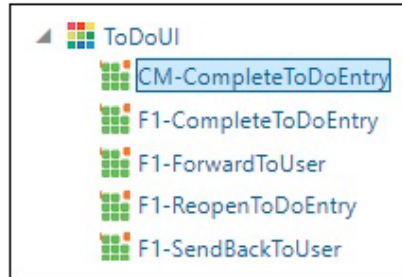 ToDoUI
CM-CompleteToDoEntry
F1-CompleteToDoEntry
F1-ForwardToUser
F1-ReopenToDoEntry
F1-SendBackToUser